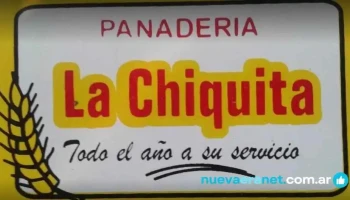 PANADERIA
La Chiquita
Todo el año a su servicio